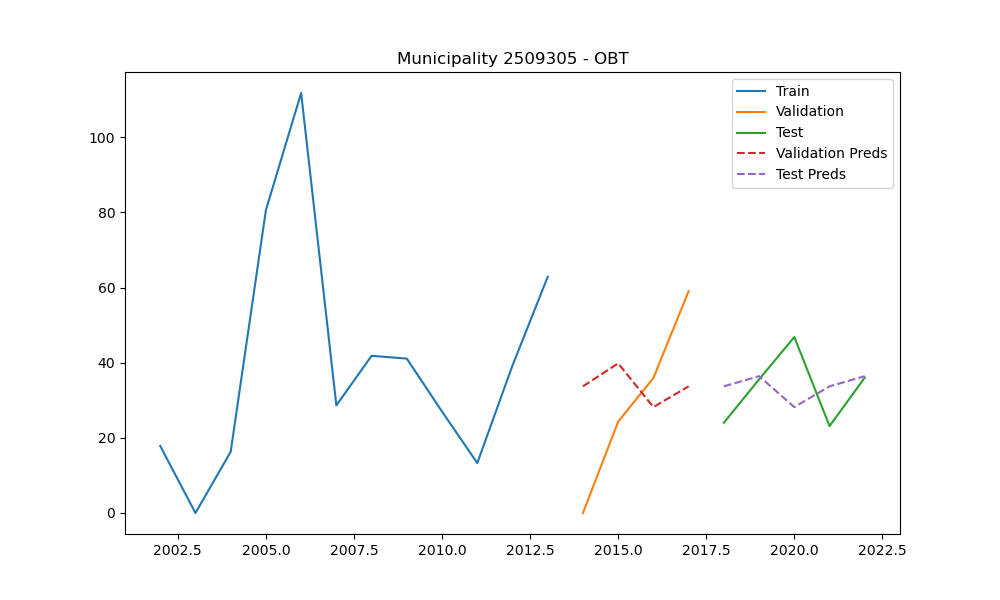 Municipality 2509305 - OBT
Train
Validation
Test
Validation Preds
Test Preds
100
80
60
40
20
0
2002.5 2005.0 2007.5 2010.0 2012.5 2015.0 2017.5 2020.0 2022.5